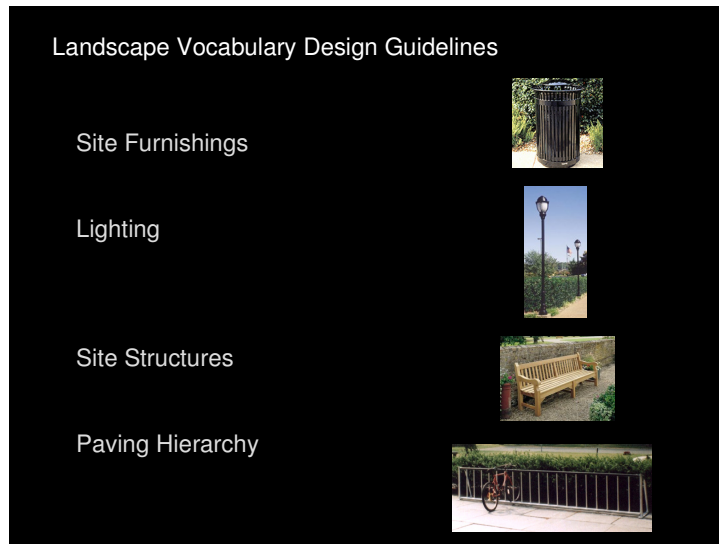 Landscape Vocabulary Design Guidelines
Site Furnishings
Lighting
Site Structures
Paving Hierarchy